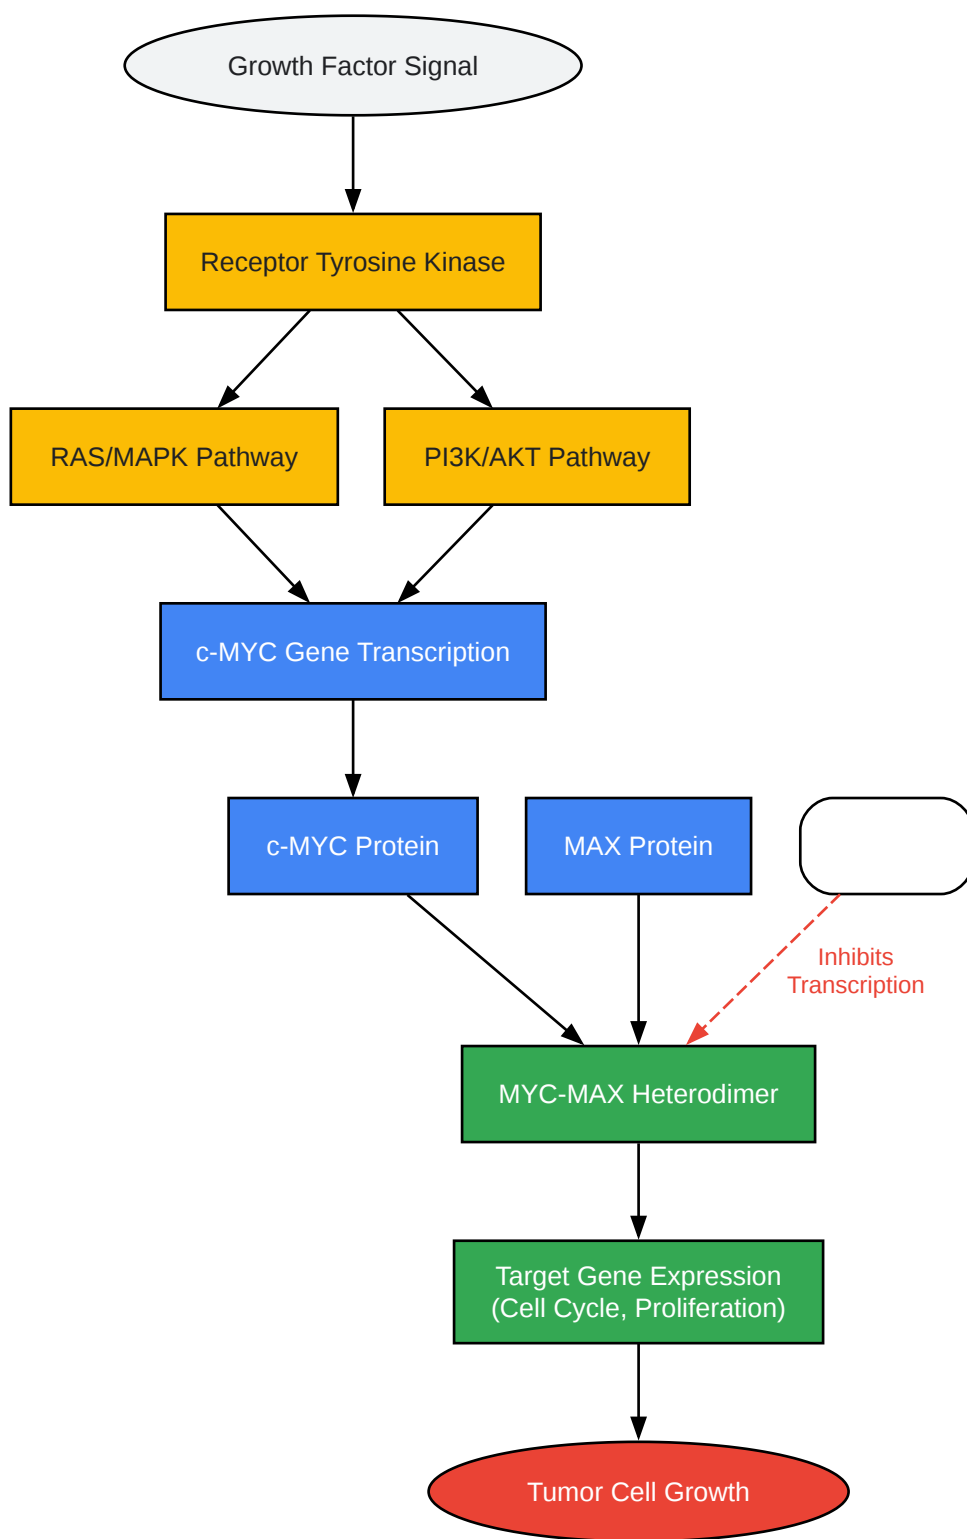 Growth Factor Signal
Receptor Tyrosine Kinase
RAS/MAPK Pathway
PI3K/AKT Pathway
c-MYC Gene Transcription
c-MYC Protein
MAX Protein
Inhibits
Transcription
MYC-MAX Heterodimer
Target Gene Expression
(Cell Cycle, Proliferation)
Tumor Cell Growth